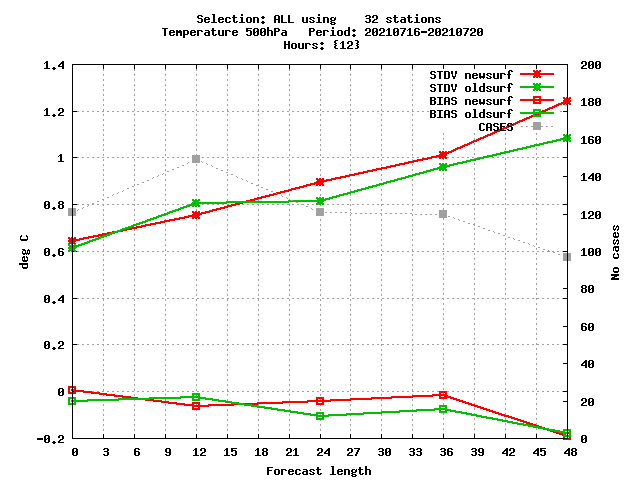 Selection: ALL using 32 stations
Temperature 500hPa Period: 20210716-20210720
Hours: {12}
STDV newsurf
STDV oldsurf
BIAS newsurf
BIAS oldsurf
CASES
1.4
1.2
1
0.8
0.6
0.4
0.2
0
-0.2
deg C
200
180
160
140
120
100
80
60
40
20
0
No cases
0 3 6 9 12 15 18 21 24 27 30 33 36 39 42 45 48
Forecast length